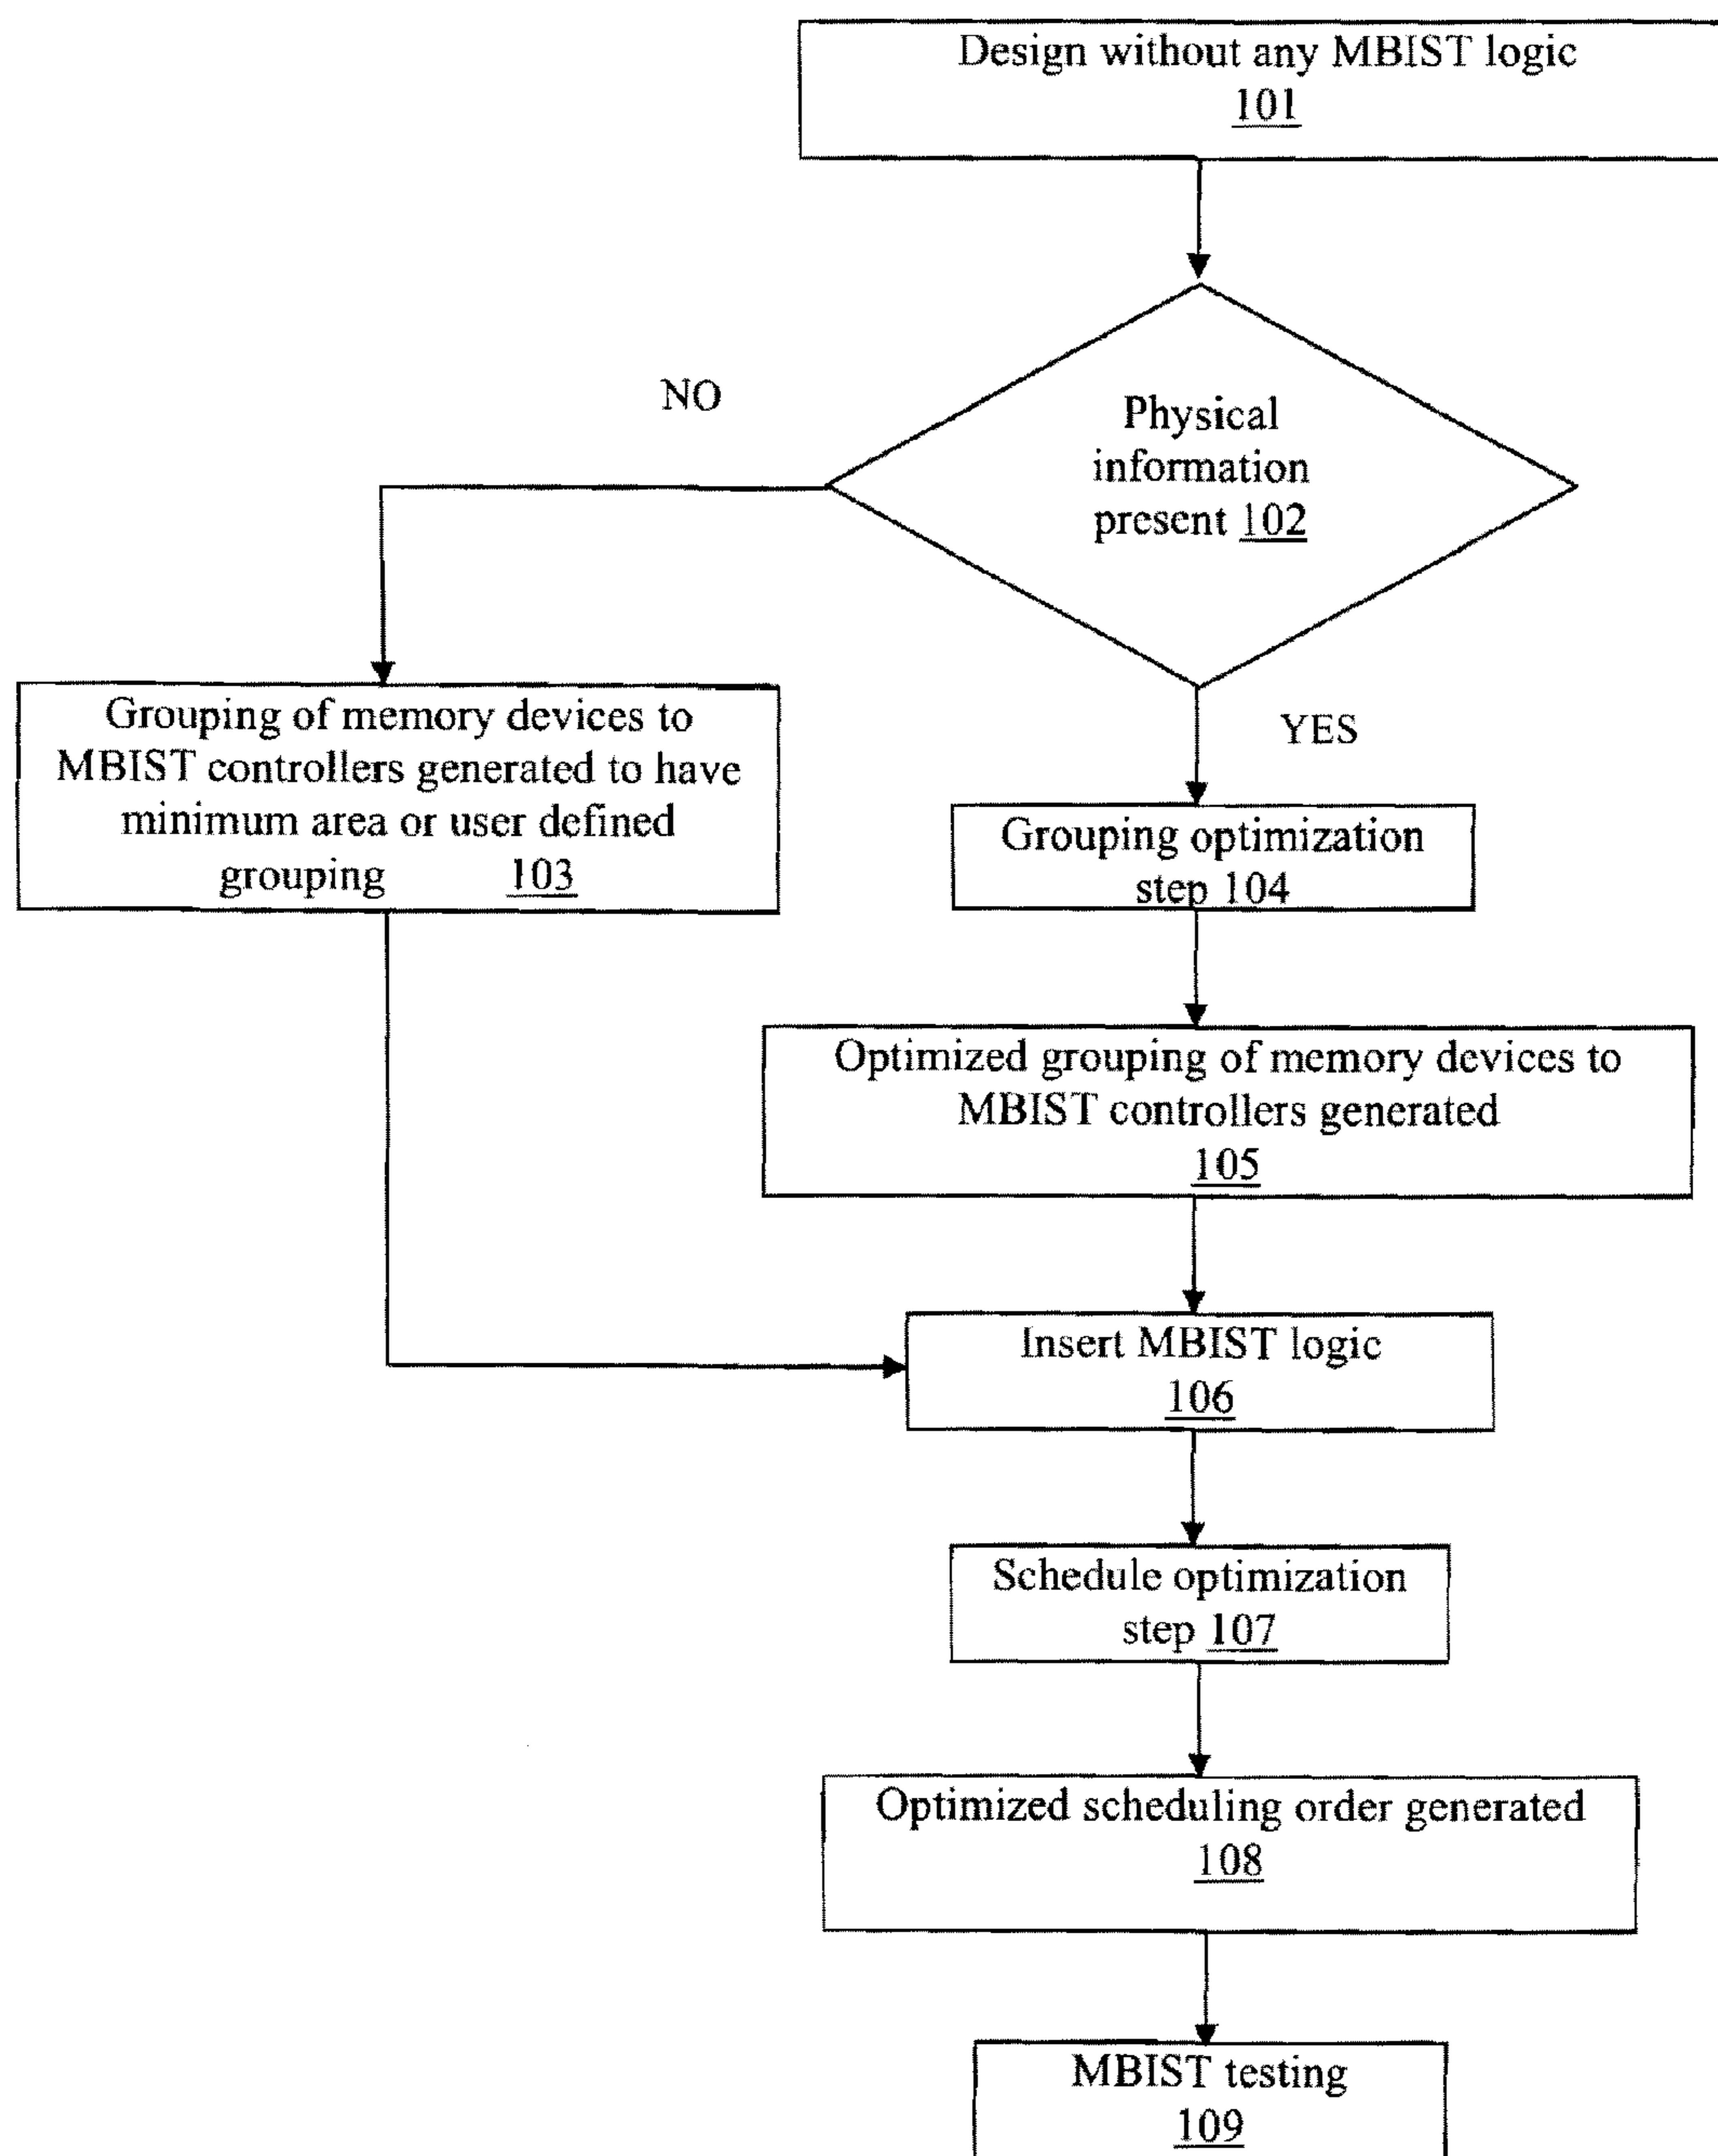 Design without any MBIST logic
101
NO
Physical
information
present 102
YES
Grouping of memory devices to
MBIST controllers generated to have
minimum area or user defined
grouping 103
Grouping optimization
step 104
Optimized grouping of memory devices to
MBIST controllers generated
105
Insert MBIST logic
106
Schedule optimization
step 107
Optimized scheduling order generated
108
MBIST testing
109